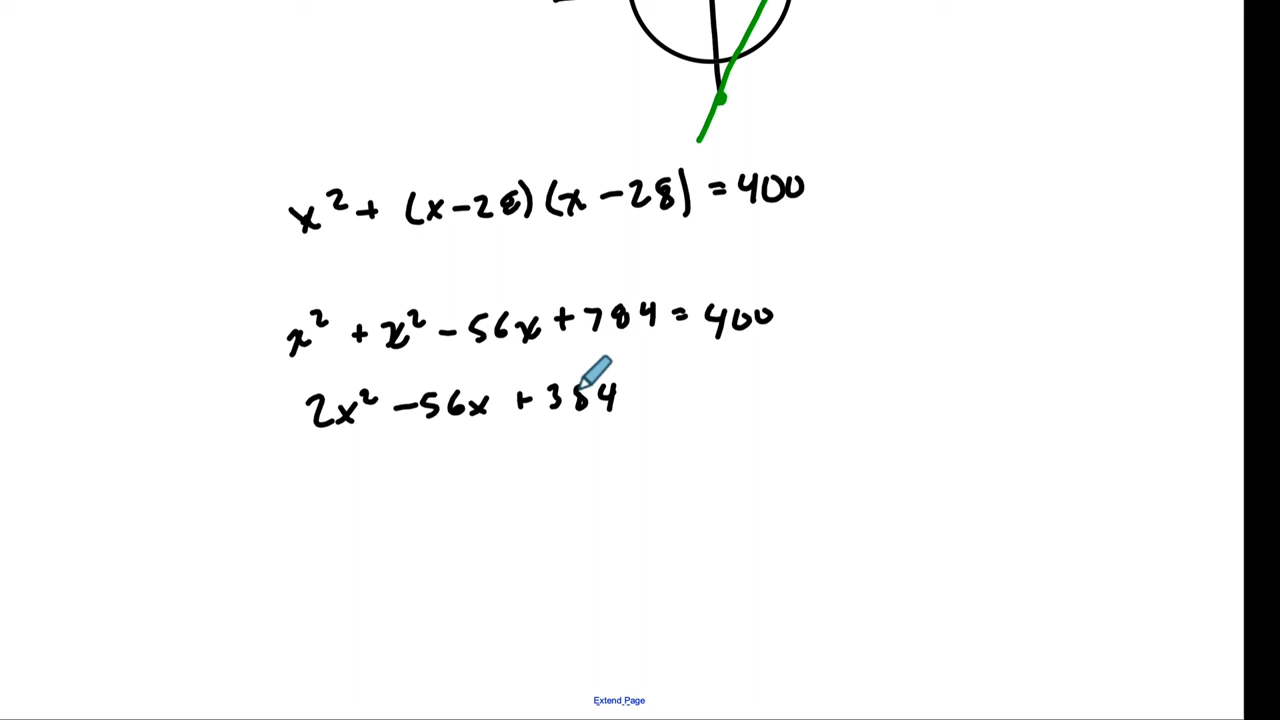 x² + (x-28)(x-28) = 400
x² + x² - 56x + 784 = 400
2x² - 56x + 384
Extend Page